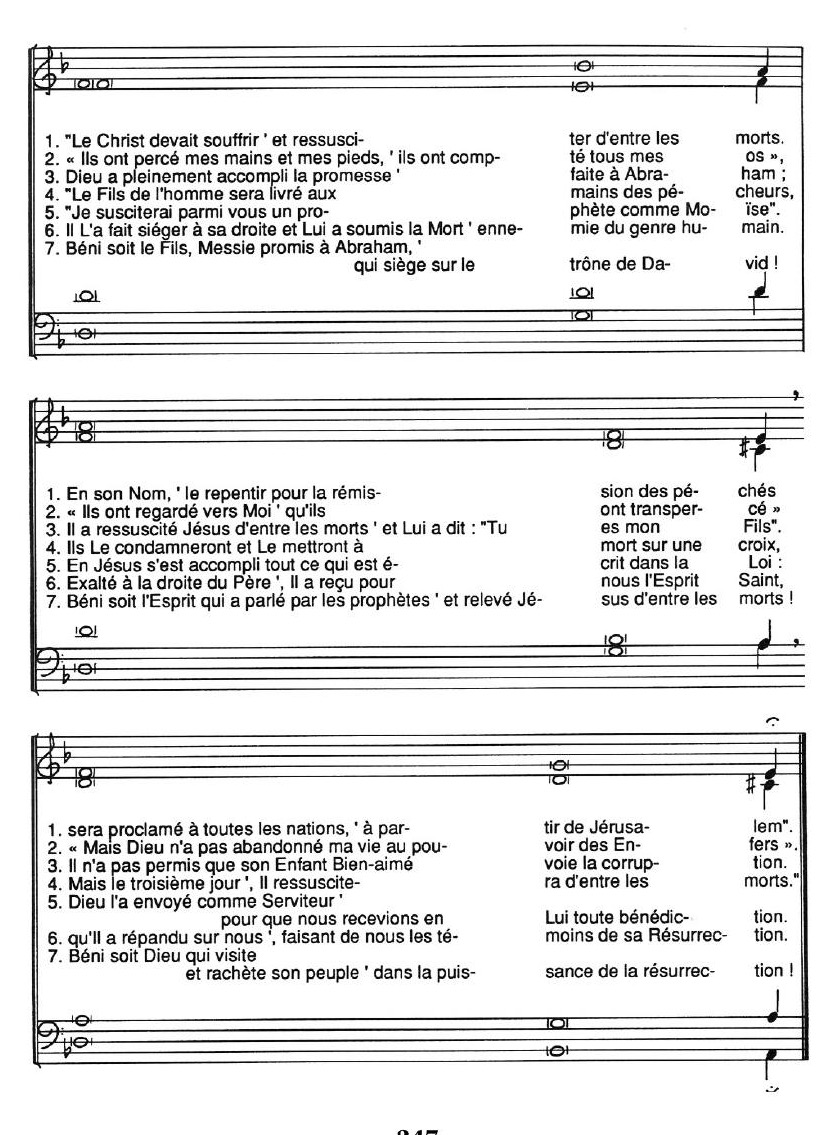 1. "Le Christ devait souffrir ' et ressusci- ter d'entre les morts.
2. « Ils ont percé mes mains et mes pieds, ' ils ont comp- té tous mes os »,
3. Dieu a pleinement accompli la promesse ' faite à Abra- ham ;
4. "Le Fils de l'homme sera livré aux mains des pé- cheurs,
5. "Je susciterai parmi vous un pro- phète comme Mo- ïse".
6. Il L'a fait siéger à sa droite et Lui a soumis la Mort ' enne- mie du genre hu- main.
7. Béni soit le Fils, Messie promis à Abraham, '
qui siège sur le trône de Da- vid !
1. En son Nom, ' le repentir pour la rémis- sion des pé- chés
2. « Ils ont regardé vers Moi ' qu'ils ont transper- cé »
3. Il a ressuscité Jésus d'entre les morts ' et Lui a dit : "Tu es mon Fils".
4. Ils Le condamneront et Le mettront à mort sur une croix,
5. En Jésus s'est accompli tout ce qui est é- crit dans la Loi :
6. Exalté à la droite du Père ', Il a reçu pour nous l'Esprit Saint,
7. Béni soit l'Esprit qui a parlé par les prophètes ' et relevé Jé- sus d'entre les morts !
1. sera proclamé à toutes les nations, ' à par- tir de Jérusa- lem".
2. « Mais Dieu n'a pas abandonné ma vie au pou- voir des En- fers ».
3. Il n'a pas permis que son Enfant Bien-aimé voie la corrup- tion.
4. Mais le troisième jour ', Il ressuscite- ra d'entre les morts."
5. Dieu l'a envoyé comme Serviteur '
pour que nous recevions en Lui toute bénédic- tion.
6. qu'Il a répandu sur nous ', faisant de nous les té- moins de sa Résurrec- tion.
7. Béni soit Dieu qui visite
et rachète son peuple ' dans la puis- sance de la résurrec- tion !